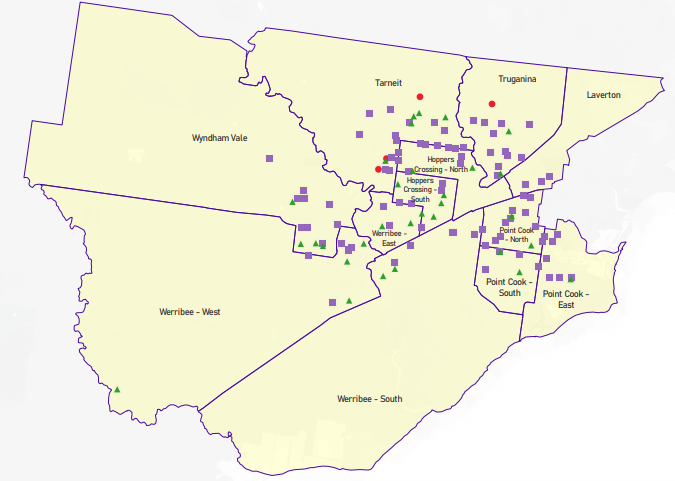 Truganina
Tarneit
Laverton
Wyndham Vale
Hoppers
Crossing - North
Hoppers
Crossing -
South
Werribee -
East
Point Cook
- North
Point Cook -
South
Point Cook -
East
Werribee - West
Werribee - South